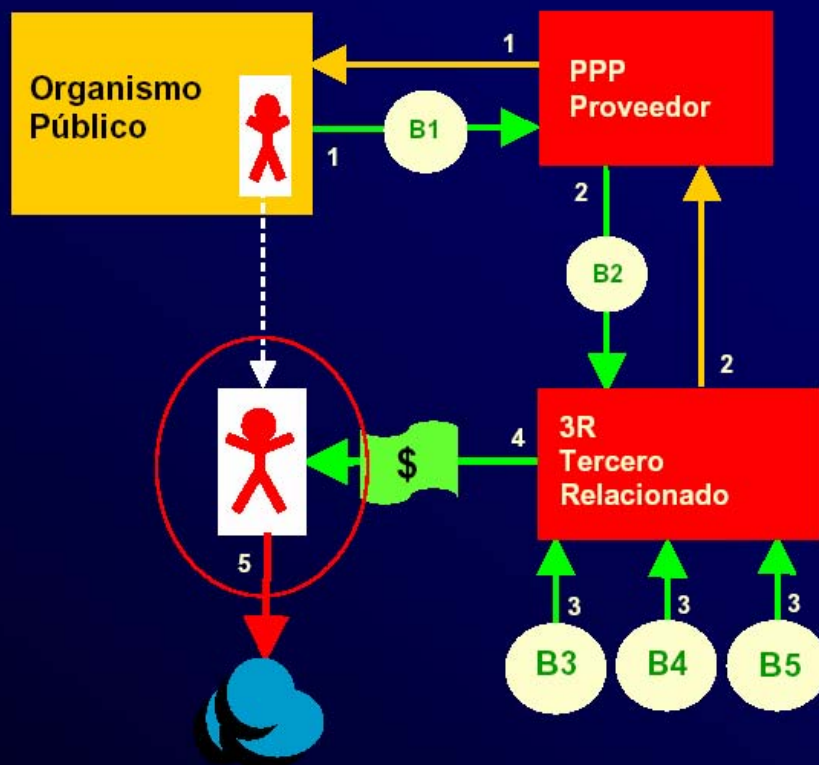 Organismo
Público
1
B1
1
PPP
Proveedor
2
B2
2
3R
Tercero
Relacionado
4
$
5
3
3
3
B3
B4
B5